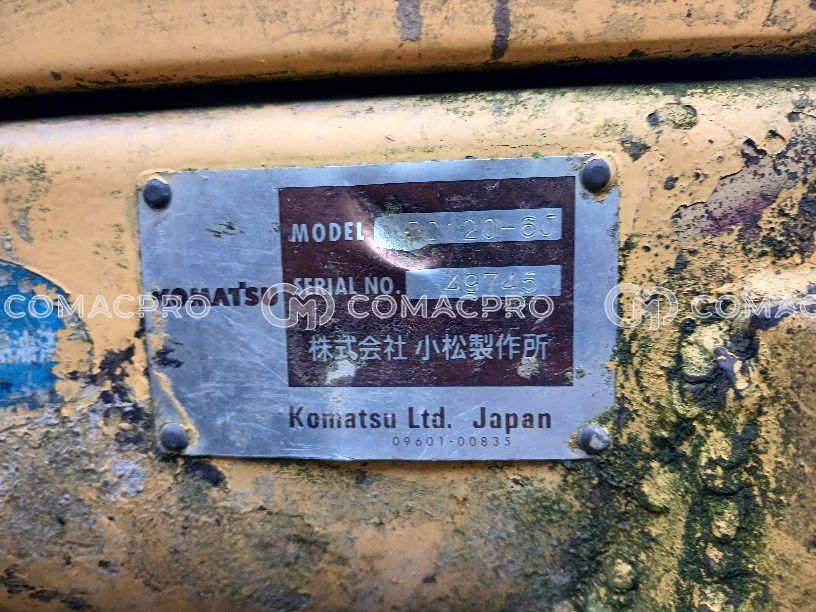 MODEL PC120-6J
KOMATSU SERIAL NO. 49745
COMACPRO COMACPRO COMACPRO
株式会社 小松製作所
Komatsu Ltd. Japan
09601-00835